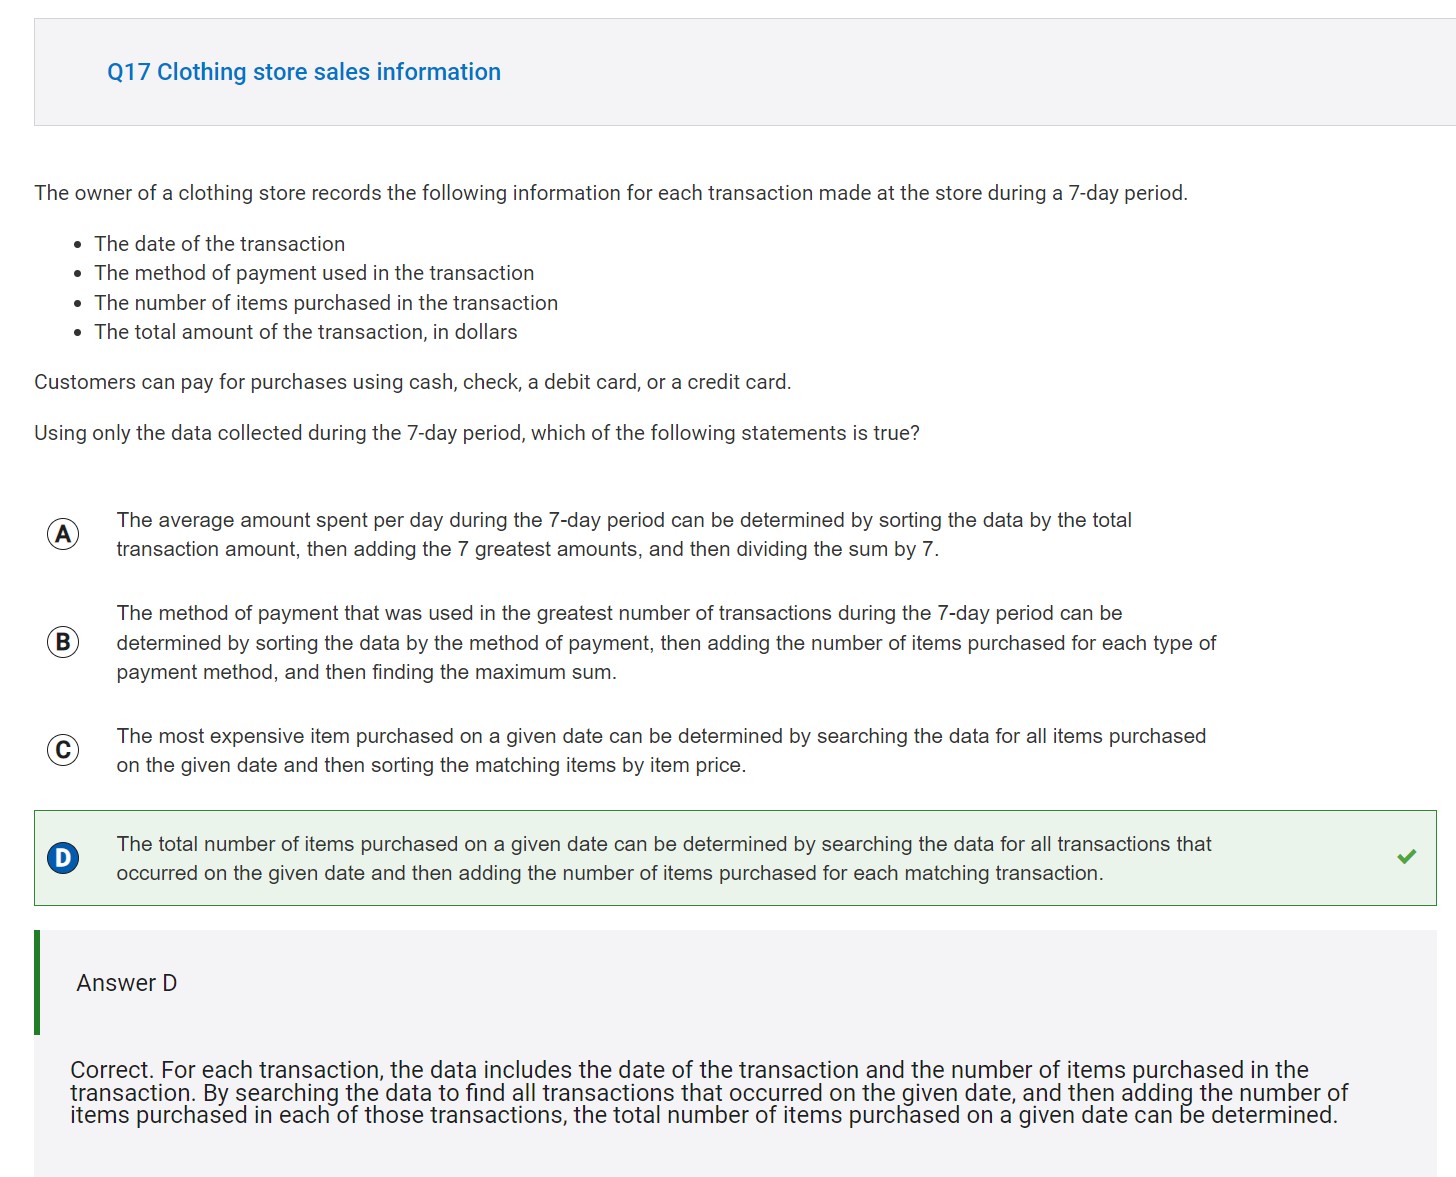 Q17 Clothing store sales information
The owner of a clothing store records the following information for each transaction made at the store during a 7-day period.
• The date of the transaction
• The method of payment used in the transaction
• The number of items purchased in the transaction
• The total amount of the transaction, in dollars
Customers can pay for purchases using cash, check, a debit card, or a credit card.
Using only the data collected during the 7-day period, which of the following statements is true?
A The average amount spent per day during the 7-day period can be determined by sorting the data by the total
transaction amount, then adding the 7 greatest amounts, and then dividing the sum by 7.
B The method of payment that was used in the greatest number of transactions during the 7-day period can be
determined by sorting the data by the method of payment, then adding the number of items purchased for each type of
payment method, and then finding the maximum sum.
C The most expensive item purchased on a given date can be determined by searching the data for all items purchased
on the given date and then sorting the matching items by item price.
D The total number of items purchased on a given date can be determined by searching the data for all transactions that
occurred on the given date and then adding the number of items purchased for each matching transaction.
Answer D
Correct. For each transaction, the data includes the date of the transaction and the number of items purchased in the
transaction. By searching the data to find all transactions that occurred on the given date, and then adding the number of
items purchased in each of those transactions, the total number of items purchased on a given date can be determined.